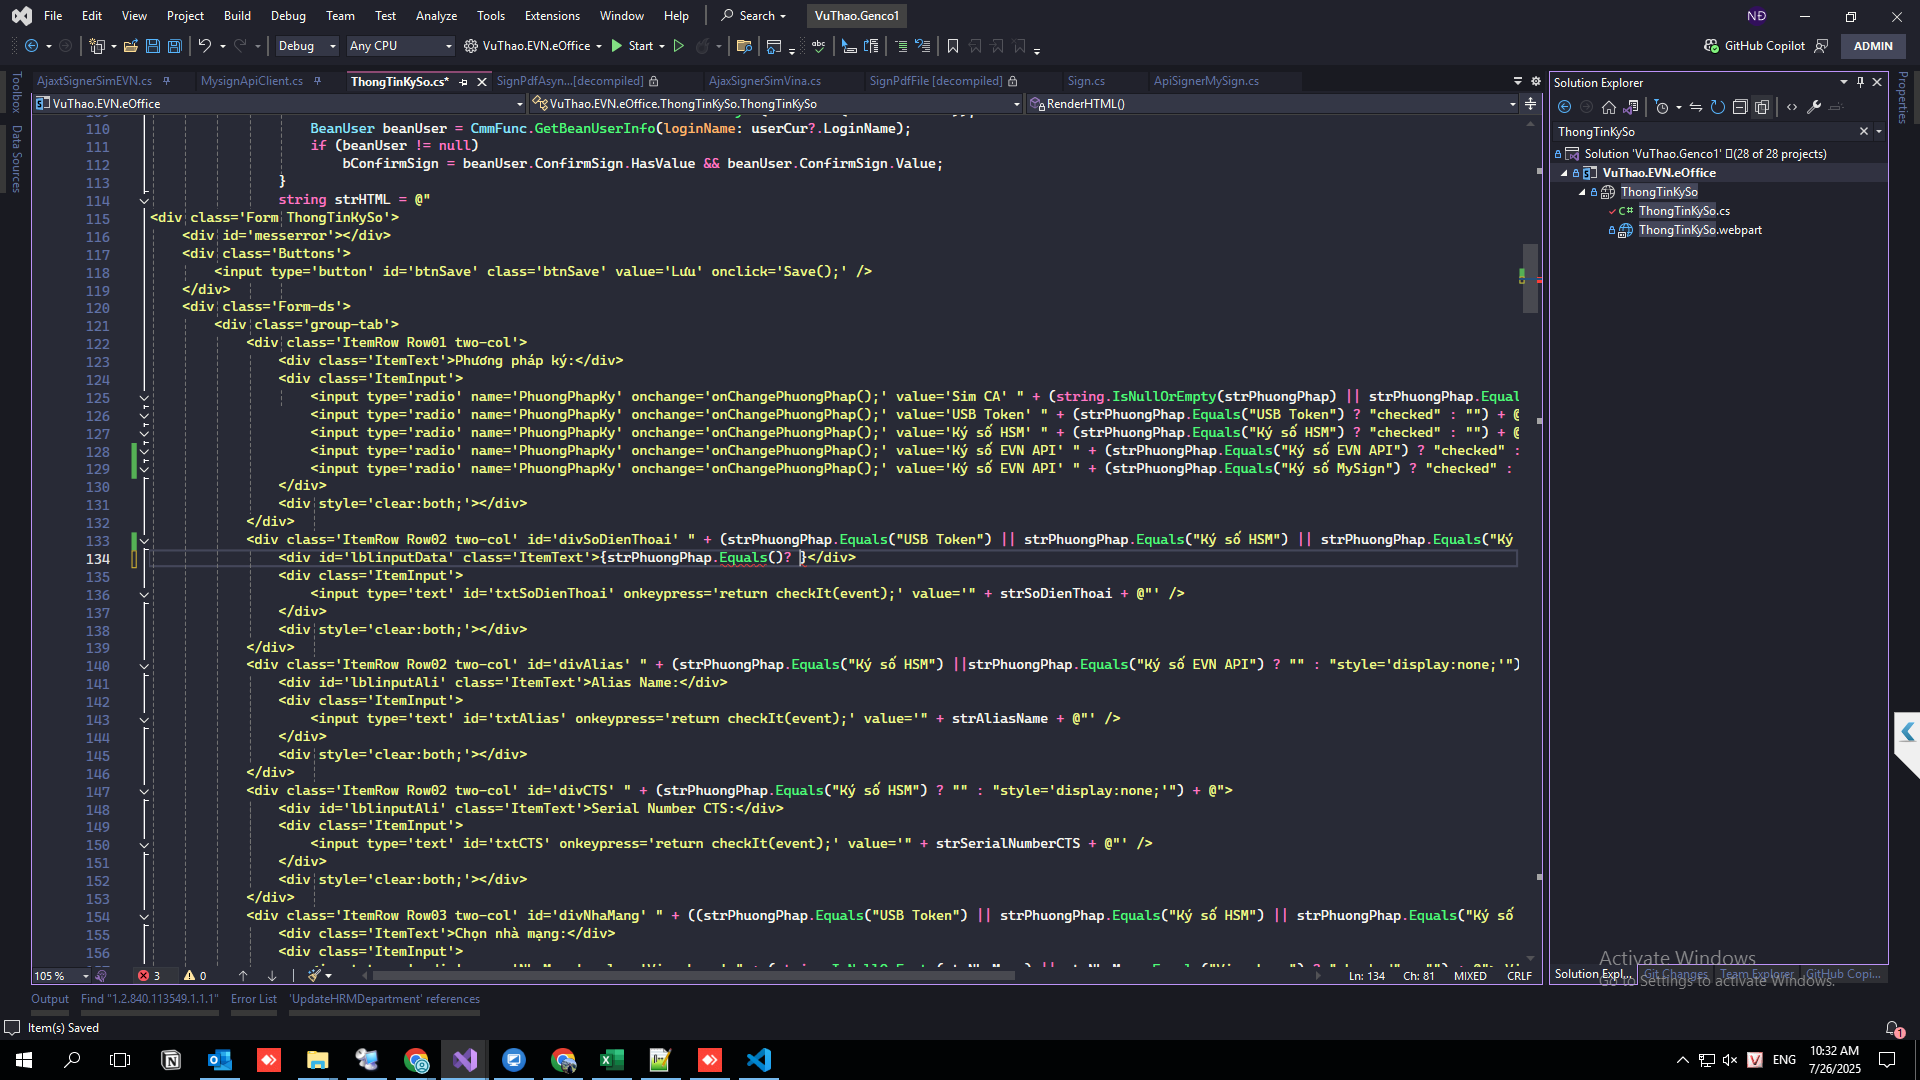 File Edit View Project Build Debug Team Test Analyze Tools Extensions Window Help Search VuThao.Genco1 NĐ
Debug Any CPU VuThao.EVN.eOffice Start GitHub Copilot ADMIN
AjaxtSignerSimEVN.cs MysignApiClient.cs ThongTinKySo.cs* SignPdfAsyn...[decompiled] AjaxSignerSimVina.cs SignPdfFile [decompiled] Sign.cs ApiSignerMySign.cs
VuThao.EVN.eOffice VuThao.EVN.eOffice.ThongTinKySo.ThongTinKySo RenderHTML()
Toolbox
Data Sources
110 BeanUser beanUser = CmmFunc.GetBeanUserInfo(loginName: userCur?.LoginName);
111 if (beanUser != null)
112 bConfirmSign = beanUser.ConfirmSign.HasValue && beanUser.ConfirmSign.Value;
113 }
114 string strHTML = @"
115 <div class='Form ThongTinKySo'>
116 <div id='messerror'></div>
117 <div class='Buttons'>
118 <input type='button' id='btnSave' class='btnSave' value='Lưu' onclick='Save();' />
119 </div>
120 <div class='Form-ds'>
121 <div class='group-tab'>
122 <div class='ItemRow Row01 two-col'>
123 <div class='ItemText'>Phương pháp ký:</div>
124 <div class='ItemInput'>
125 <input type='radio' name='PhuongPhapKy' onchange='onChangePhuongPhap();' value='Sim CA' " + (string.IsNullOrEmpty(strPhuongPhap) || strPhuongPhap.Equal
126 <input type='radio' name='PhuongPhapKy' onchange='onChangePhuongPhap();' value='USB Token' " + (strPhuongPhap.Equals("USB Token") ? "checked" : "") + @
127 <input type='radio' name='PhuongPhapKy' onchange='onChangePhuongPhap();' value='Ký số HSM' " + (strPhuongPhap.Equals("Ký số HSM") ? "checked" : "") + @
128 <input type='radio' name='PhuongPhapKy' onchange='onChangePhuongPhap();' value='Ký số EVN API' " + (strPhuongPhap.Equals("Ký số EVN API") ? "checked" :
129 <input type='radio' name='PhuongPhapKy' onchange='onChangePhuongPhap();' value='Ký số EVN API' " + (strPhuongPhap.Equals("Ký số MySign") ? "checked" :
130 </div>
131 <div style='clear:both;'></div>
132 </div>
133 <div class='ItemRow Row02 two-col' id='divSoDienThoai' " + (strPhuongPhap.Equals("USB Token") || strPhuongPhap.Equals("Ký số HSM") || strPhuongPhap.Equals("Ký
134 <div id='lblinputData' class='ItemText'>{strPhuongPhap.Equals()? }</div>
135 <div class='ItemInput'>
136 <input type='text' id='txtSoDienThoai' onkeypress='return checkIt(event);' value='" + strSoDienThoai + @"' />
137 </div>
138 <div style='clear:both;'></div>
139 </div>
140 <div class='ItemRow Row02 two-col' id='divAlias' " + (strPhuongPhap.Equals("Ký số HSM") ||strPhuongPhap.Equals("Ký số EVN API") ? "" : "style='display:none;'")
141 <div id='lblinputAli' class='ItemText'>Alias Name:</div>
142 <div class='ItemInput'>
143 <input type='text' id='txtAlias' onkeypress='return checkIt(event);' value='" + strAliasName + @"' />
144 </div>
145 <div style='clear:both;'></div>
146 </div>
147 <div class='ItemRow Row02 two-col' id='divCTS' " + (strPhuongPhap.Equals("Ký số HSM") ? "" : "style='display:none;'") + @">
148 <div id='lblinputAli' class='ItemText'>Serial Number CTS:</div>
149 <div class='ItemInput'>
150 <input type='text' id='txtCTS' onkeypress='return checkIt(event);' value='" + strSerialNumberCTS + @"' />
151 </div>
152 <div style='clear:both;'></div>
153 </div>
154 <div class='ItemRow Row03 two-col' id='divNhaMang' " + ((strPhuongPhap.Equals("USB Token") || strPhuongPhap.Equals("Ký số HSM") || strPhuongPhap.Equals("Ký số
155 <div class='ItemText'>Chọn nhà mạng:</div>
156 <div class='ItemInput'>
105 % 3 0 Ln: 134 Ch: 81 MIXED CRLF
Solution Explorer
ThongTinKySo
Solution 'VuThao.Genco1' (28 of 28 projects)
VuThao.EVN.eOffice
ThongTinKySo
C# ThongTinKySo.cs
ThongTinKySo.webpart
Properties
Activate Windows
Go to Settings to activate Windows.
Solution Expl... Git Changes Team Explorer GitHub Copi...
Output Find "1.2.840.113549.1.1.1" Error List 'UpdateHRMDepartment' references
Item(s) Saved 1
ENG 10:32 AM
7/26/2025